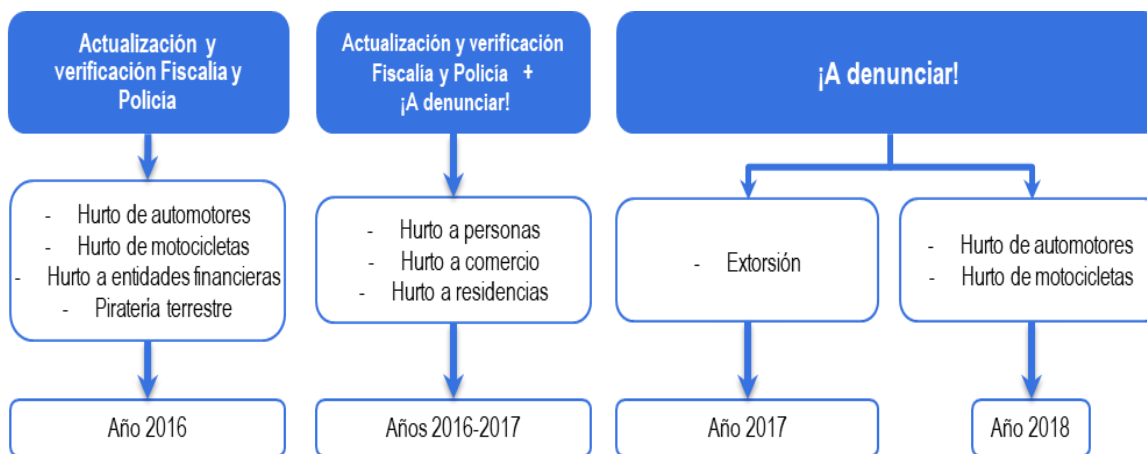 Actualización y
verificación Fiscalía y
Policía
Actualización y verificación
Fiscalía y Policía +
¡A denunciar!
¡A denunciar!
- Hurto de automotores
- Hurto de motocicletas
- Hurto a entidades financieras
- Piratería terrestre
- Hurto a personas
- Hurto a comercio
- Hurto a residencias
- Extorsión
- Hurto de automotores
- Hurto de motocicletas
Año 2016
Años 2016-2017
Año 2017
Año 2018